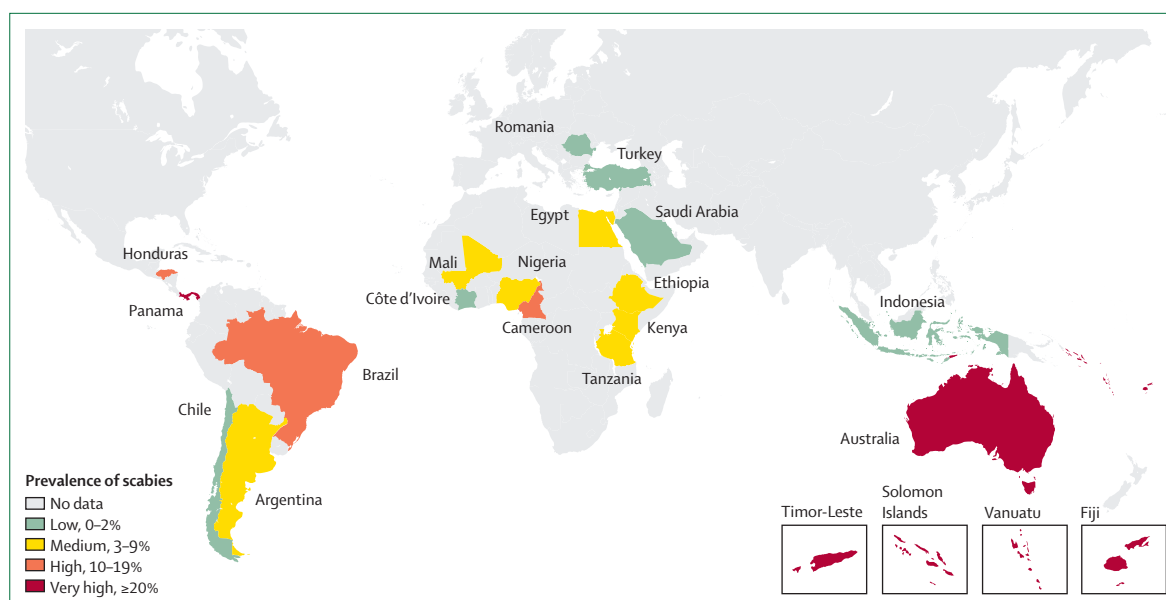 Romania
Turkey
Egypt
Saudi Arabia
Honduras
Mali
Nigeria
Ethiopia
Panama
Côte d'Ivoire
Cameroon
Kenya
Indonesia
Brazil
Tanzania
Chile
Australia
Argentina
Prevalence of scabies
No data
Low, 0–2%
Medium, 3–9%
High, 10–19%
Very high, ≥20%
Timor-Leste
Solomon
Islands
Vanuatu
Fiji